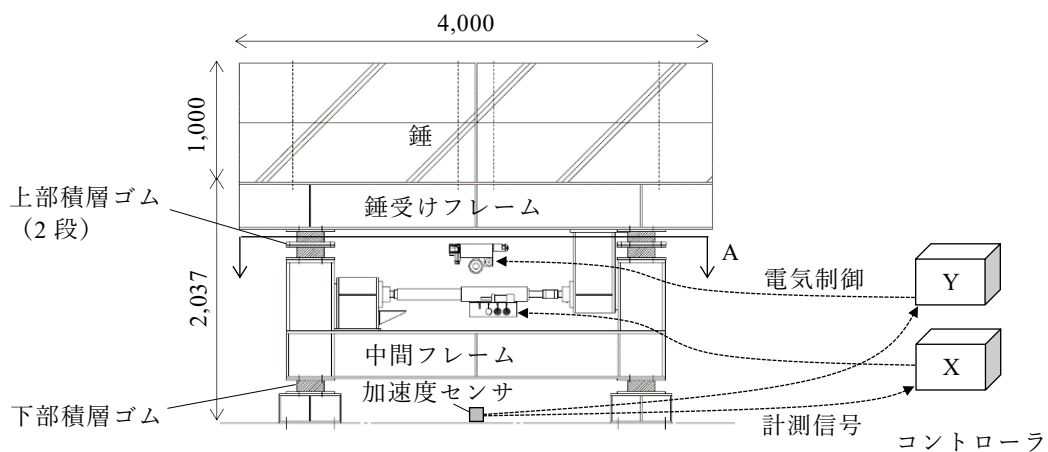 4,000
1,000
錘
上部積層ゴム
（2 段）
錘受けフレーム
A
2,037
電気制御
Y
中間フレーム
X
加速度センサ
下部積層ゴム
計測信号
コントローラ